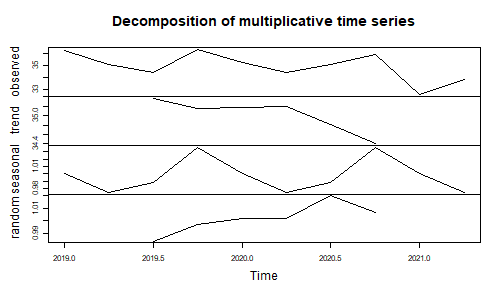 Decomposition of multiplicative time series
observed
35
33
trend
35.0
34.4
seasonal
1.01
0.98
random
1.01
0.99
2019.0 2019.5 2020.0 2020.5 2021.0
Time